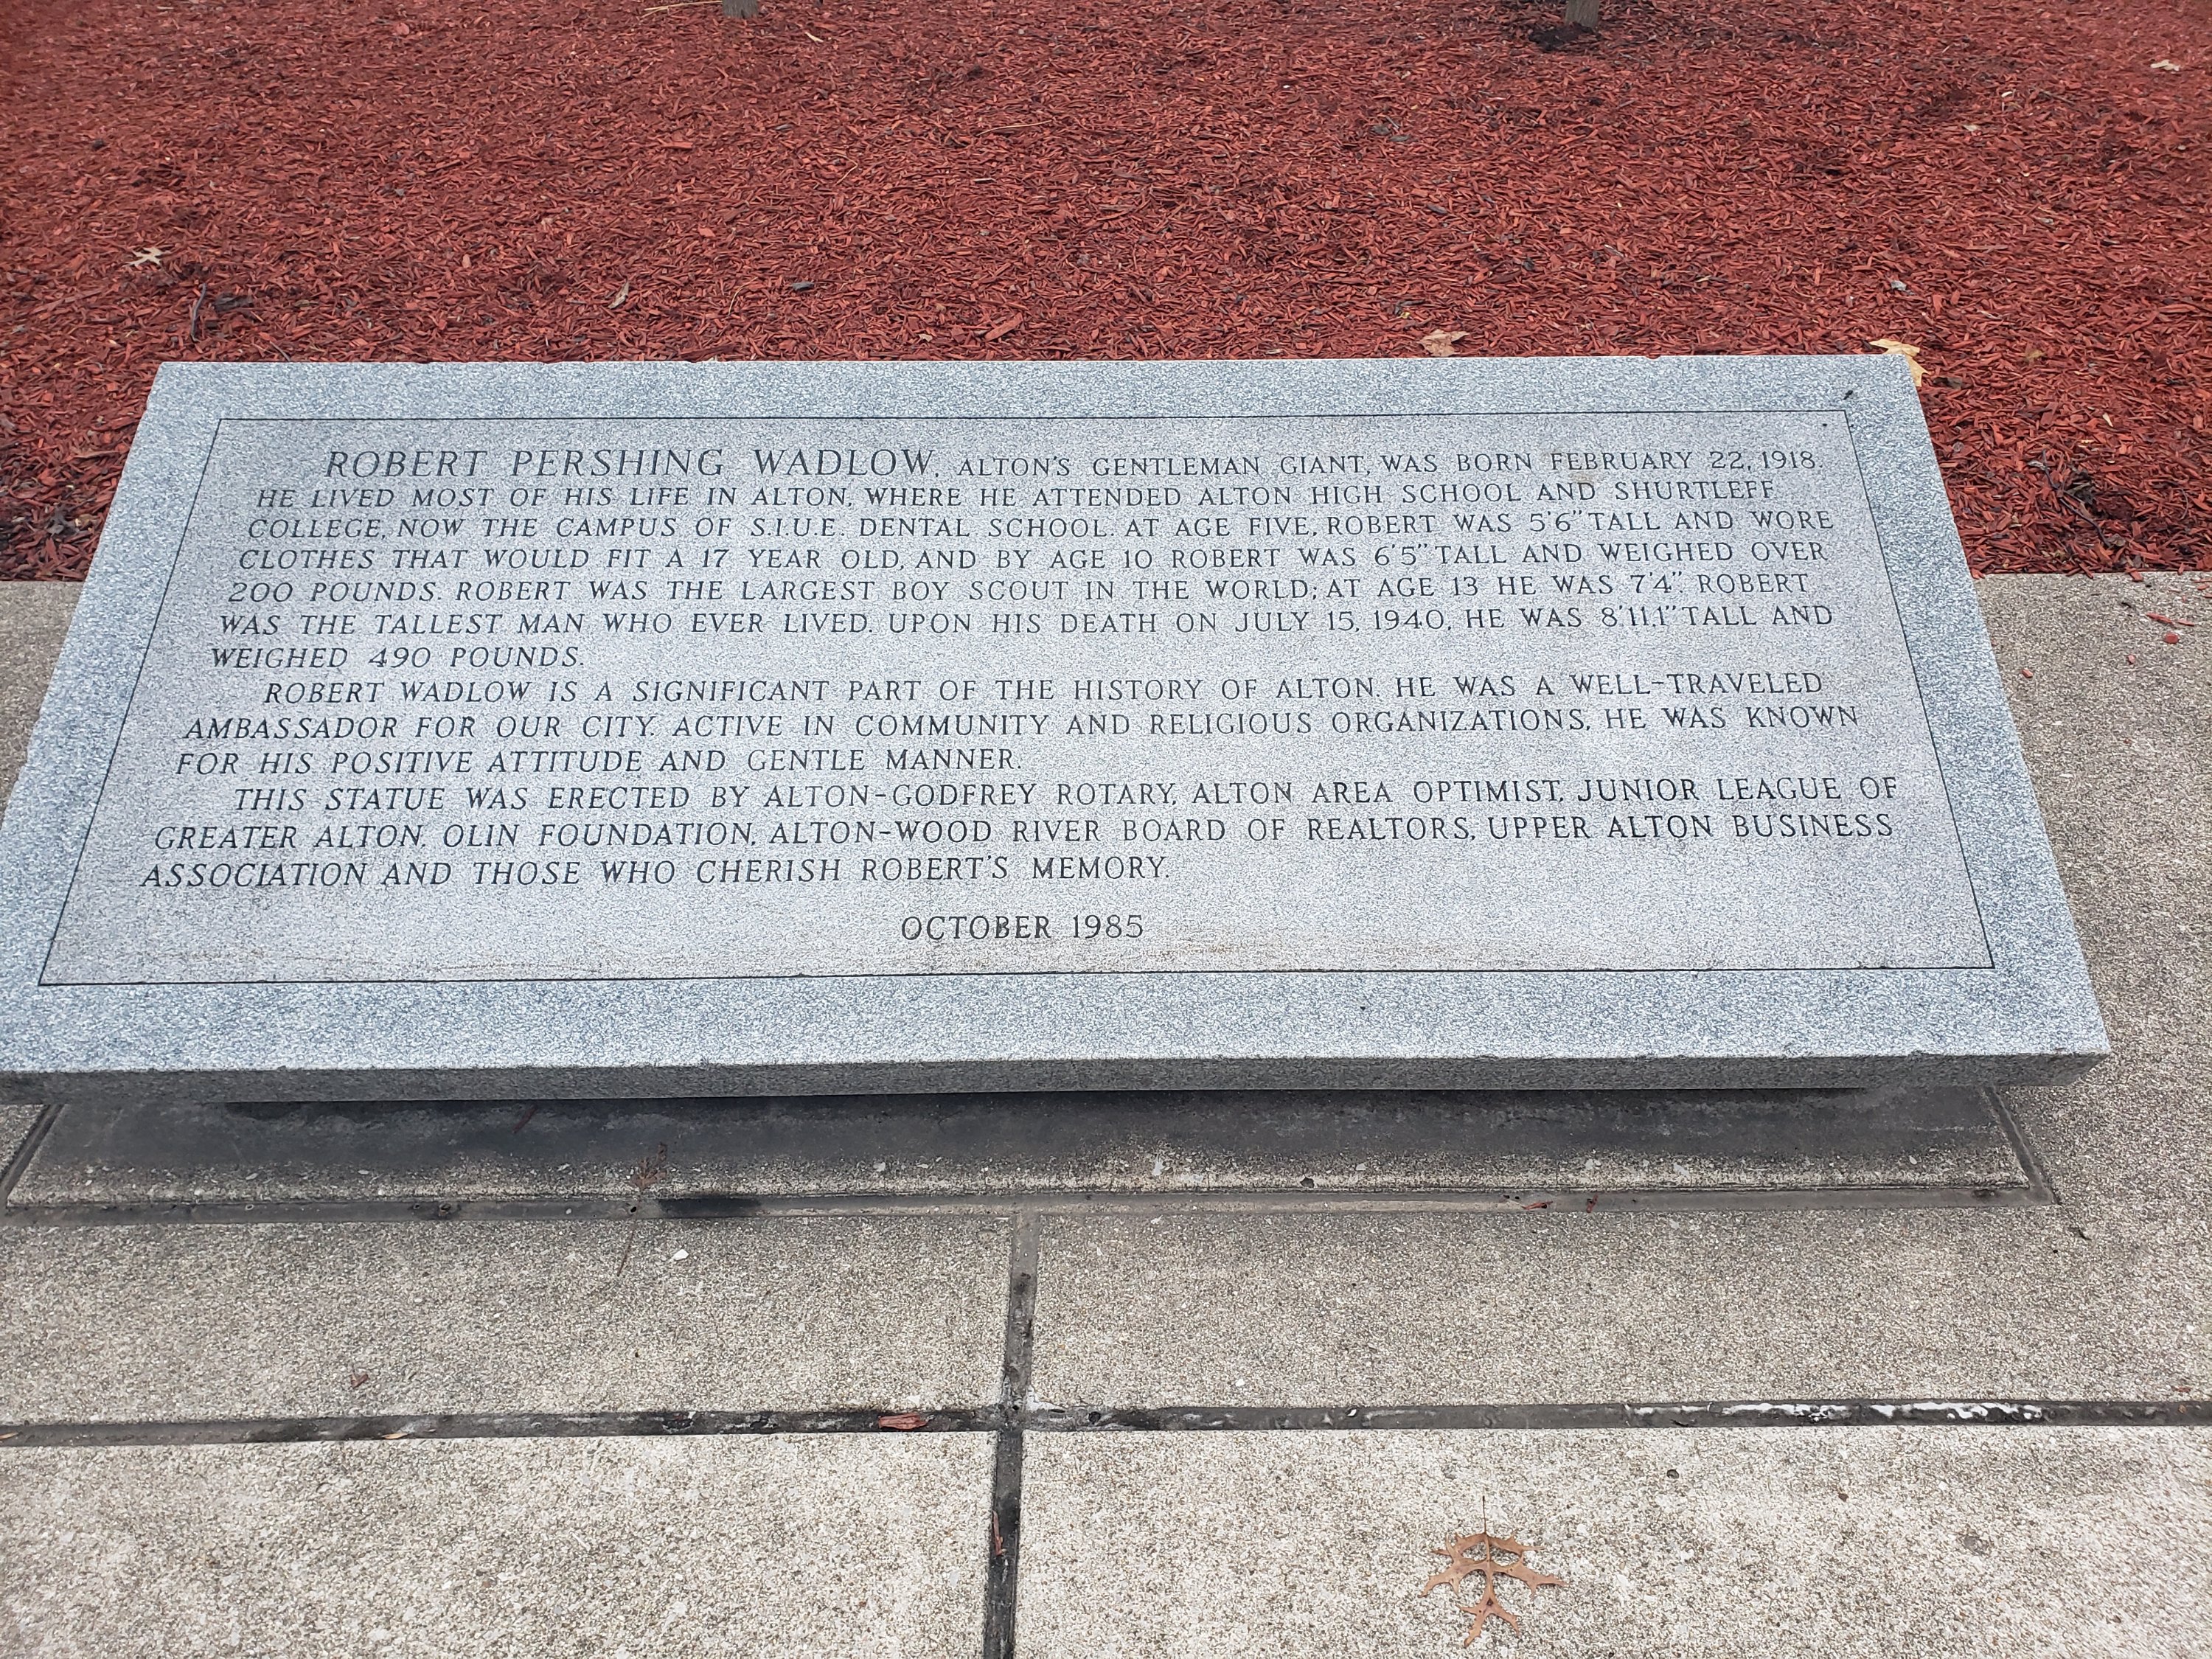 ROBERT PERSHING WADLOW, ALTON'S GENTLEMAN GIANT, WAS BORN FEBRUARY 22, 1918.
HE LIVED MOST OF HIS LIFE IN ALTON, WHERE HE ATTENDED ALTON HIGH SCHOOL AND SHURTLEFF
COLLEGE, NOW THE CAMPUS OF S.I.U.E. DENTAL SCHOOL. AT AGE FIVE, ROBERT WAS 5'6" TALL AND WORE
CLOTHES THAT WOULD FIT A 17 YEAR OLD, AND BY AGE 10 ROBERT WAS 6'5" TALL AND WEIGHED OVER
200 POUNDS. ROBERT WAS THE LARGEST BOY SCOUT IN THE WORLD; AT AGE 13 HE WAS 7'4". ROBERT
WAS THE TALLEST MAN WHO EVER LIVED. UPON HIS DEATH ON JULY 15, 1940, HE WAS 8'11.1" TALL AND
WEIGHED 490 POUNDS.
ROBERT WADLOW IS A SIGNIFICANT PART OF THE HISTORY OF ALTON. HE WAS A WELL-TRAVELED
AMBASSADOR FOR OUR CITY. ACTIVE IN COMMUNITY AND RELIGIOUS ORGANIZATIONS, HE WAS KNOWN
FOR HIS POSITIVE ATTITUDE AND GENTLE MANNER.
THIS STATUE WAS ERECTED BY ALTON-GODFREY ROTARY, ALTON AREA OPTIMIST, JUNIOR LEAGUE OF
GREATER ALTON, OLIN FOUNDATION, ALTON-WOOD RIVER BOARD OF REALTORS, UPPER ALTON BUSINESS
ASSOCIATION AND THOSE WHO CHERISH ROBERT'S MEMORY.
OCTOBER 1985